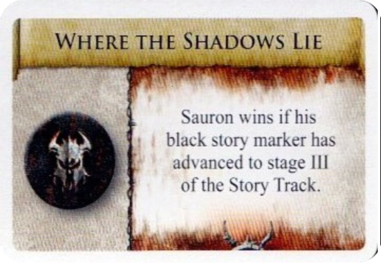 WHERE THE SHADOWS LIE
Sauron wins if his
black story marker has
advanced to stage III
of the Story Track.